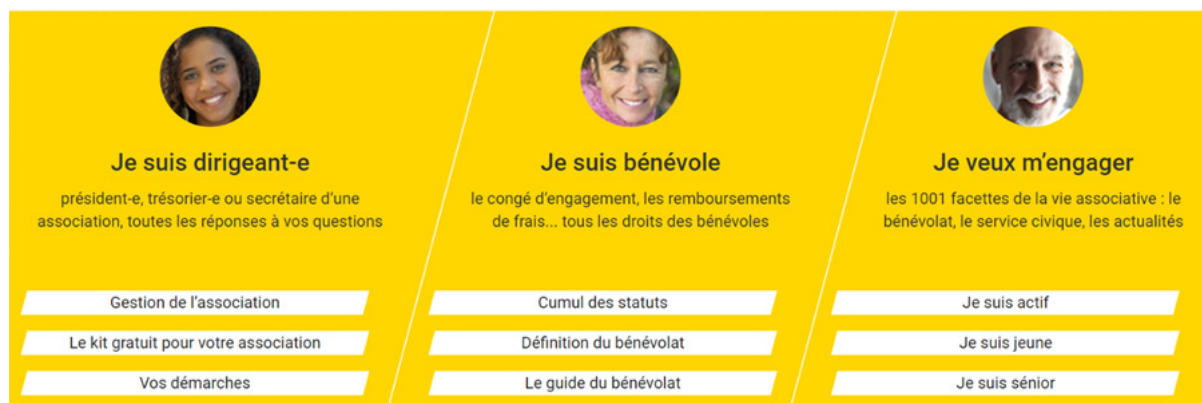 Je suis dirigeant-e
président-e, trésorier-e ou secrétaire d'une
association, toutes les réponses à vos questions
Gestion de l'association
Le kit gratuit pour votre association
Vos démarches
Je suis bénévole
le congé d'engagement, les remboursements
de frais... tous les droits des bénévoles
Cumul des statuts
Définition du bénévolat
Le guide du bénévolat
Je veux m'engager
les 1001 facettes de la vie associative : le
bénévolat, le service civique, les actualités
Je suis actif
Je suis jeune
Je suis sénior